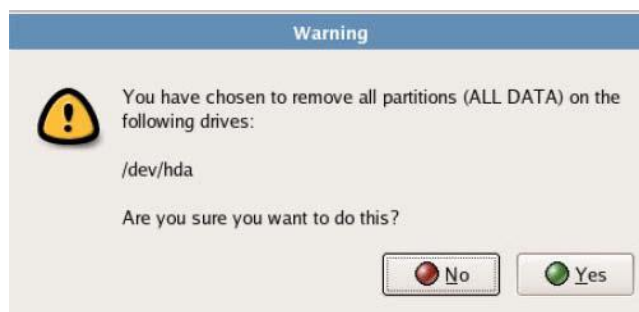 Warning
You have chosen to remove all partitions (ALL DATA) on the
following drives:
/dev/hda
Are you sure you want to do this?
No
Yes